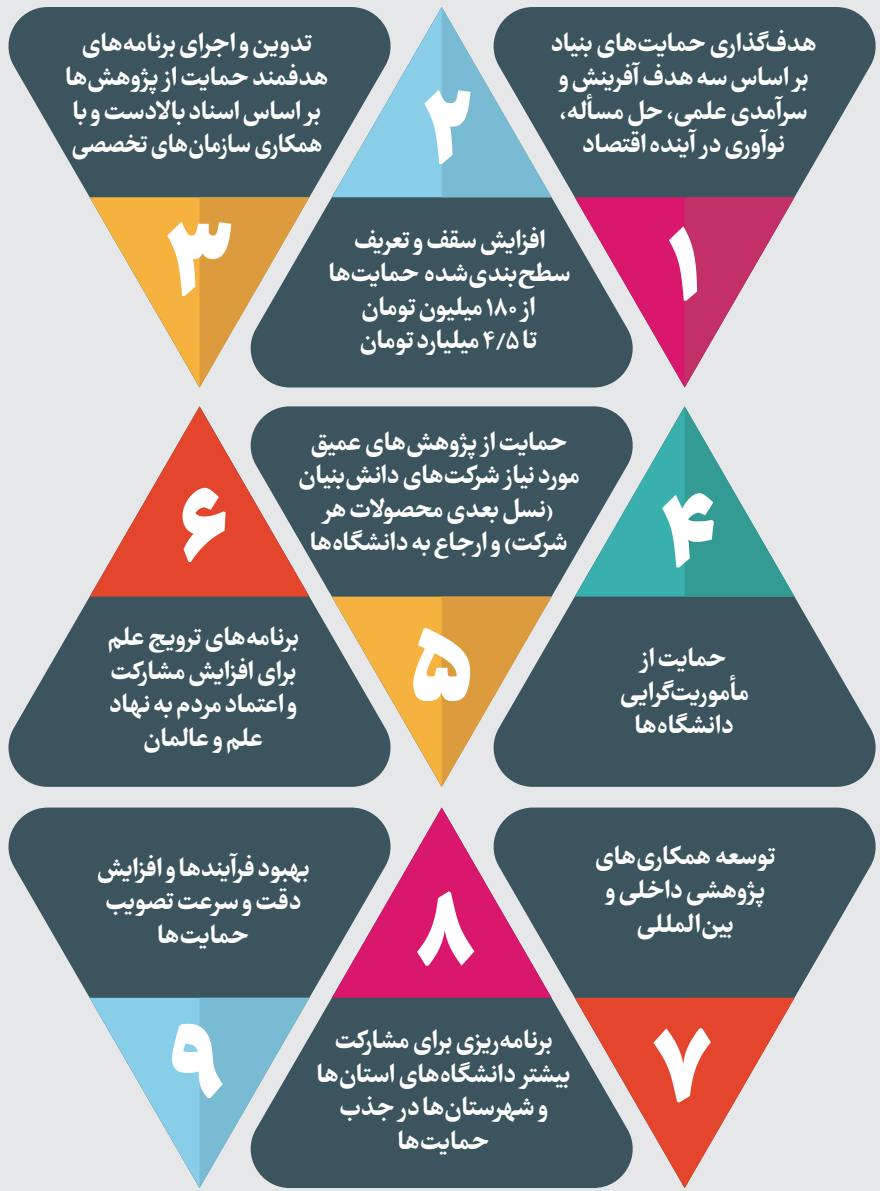 هدف‌گذاری حمایت‌های بنیاد
بر اساس سه هدف آفرینش و
سرآمدی علمی، حل مسأله،
نوآوری در آینده اقتصاد
۱
۲
افزایش سقف و تعریف
سطح‌بندی‌شده حمایت‌ها
از ۱۸۰ میلیون تومان
تا ۴/۵ میلیارد تومان
تدوین و اجرای برنامه‌های
هدفمند حمایت از پژوهش‌ها
بر اساس اسناد بالادست و با
همکاری سازمان‌های تخصصی
۳
۴
حمایت از
مأموریت‌گرایی
دانشگاه‌ها
حمایت از پژوهش‌های عمیق
مورد نیاز شرکت‌های دانش‌بنیان
(نسل بعدی محصولات هر
شرکت) و ارجاع به دانشگاه‌ها
۵
۶
برنامه‌های ترویج علم
برای افزایش مشارکت
و اعتماد مردم به نهاد
علم و عالمان
توسعه همکاری‌های
پژوهشی داخلی و
بین‌المللی
۷
۸
برنامه‌ریزی برای مشارکت
بیشتر دانشگاه‌های استان‌ها
و شهرستان‌ها در جذب
حمایت‌ها
بهبود فرآیندها و افزایش
دقت و سرعت تصویب
حمایت‌ها
۹